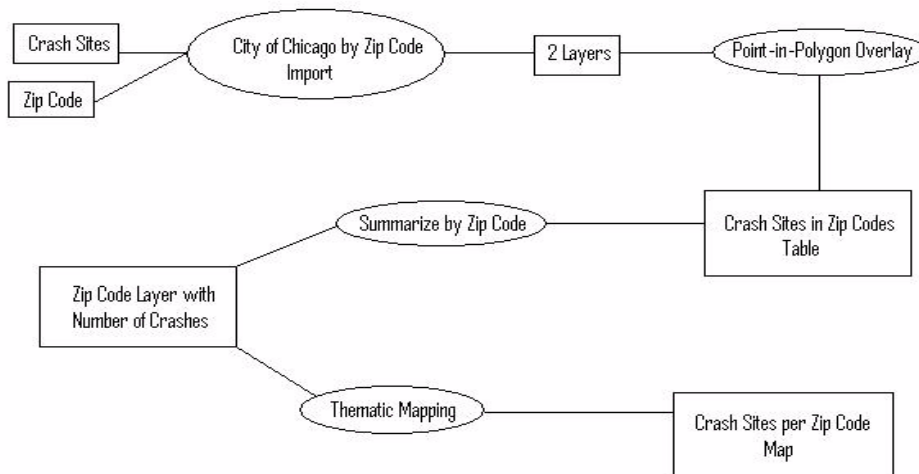 Crash Sites
Zip Code
City of Chicago by Zip Code
Import
2 Layers
Point-in-Polygon Overlay
Summarize by Zip Code
Crash Sites in Zip Codes
Table
Zip Code Layer with
Number of Crashes
Thematic Mapping
Crash Sites per Zip Code
Map